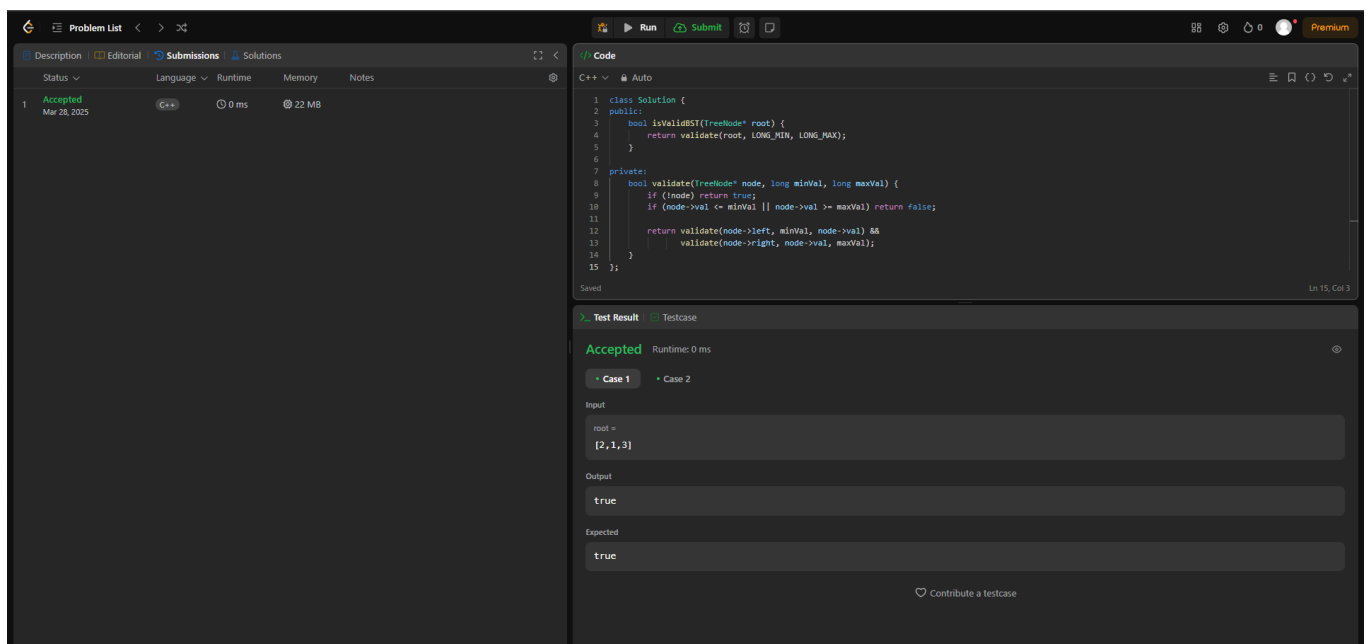 Problem List
Run
Submit
0
Premium
Description
Editorial
Submissions
Solutions
Status
Language
Runtime
Memory
Notes
1
Accepted
Mar 28, 2025
C++
0 ms
22 MB
</> Code
C++
Auto
1 class Solution {
2 public:
3 bool isValidBST(TreeNode* root) {
4 return validate(root, LONG_MIN, LONG_MAX);
5 }
6
7 private:
8 bool validate(TreeNode* node, long minVal, long maxVal) {
9 if (!node) return true;
10 if (node->val <= minVal || node->val >= maxVal) return false;
11
12 return validate(node->left, minVal, node->val) &&
13 validate(node->right, node->val, maxVal);
14 }
15 };
Saved
Ln 15, Col 3
>_ Test Result
Testcase
Accepted
Runtime: 0 ms
• Case 1
• Case 2
Input
root =
[2,1,3]
Output
true
Expected
true
Contribute a testcase